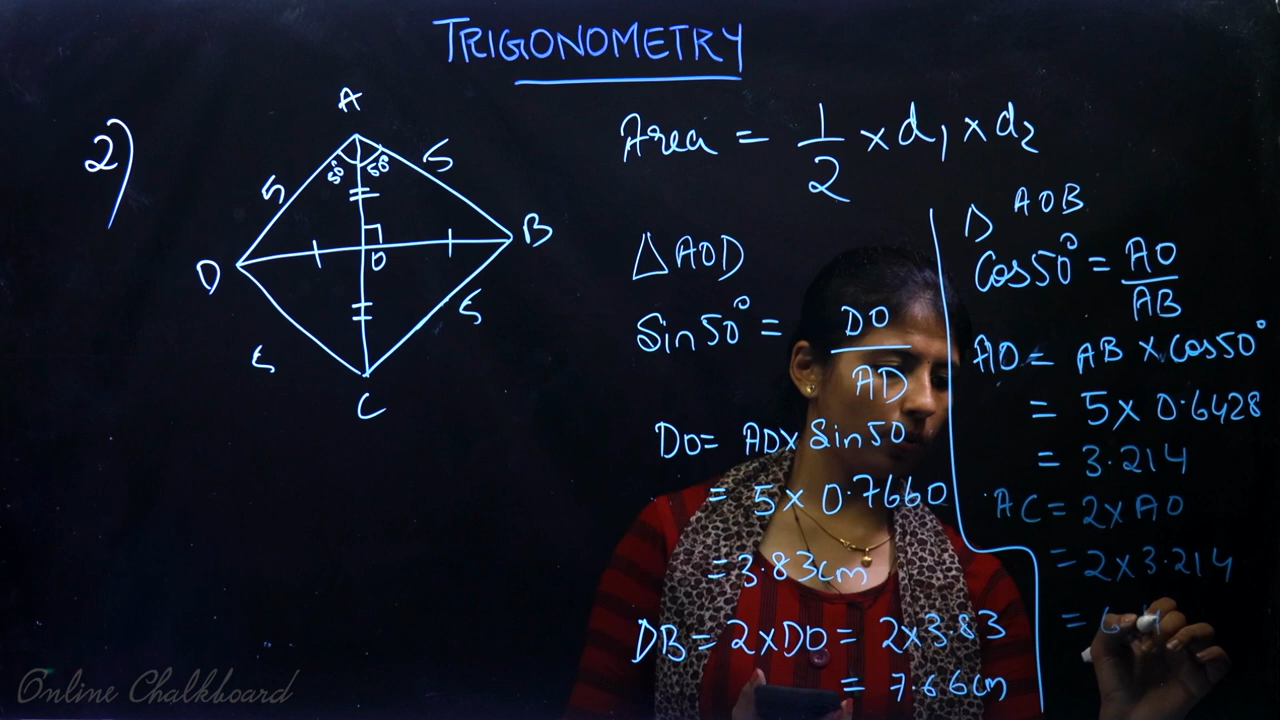 TRIGONOMETRY
2)
A
50° 50°
5
5
B
D
O
5
5
C
Area = 1/2 × d1 × d2
△AOD
Sin50° = DO/AD
DO = AD × Sin50
= 5 × 0.7660
= 3.83cm
DB = 2×DO = 2×3.83
= 7.66cm
△ AOB
Cos50° = AO/AB
AO = AB × Cos50°
= 5 × 0.6428
= 3.214
AC = 2×AO
= 2×3.214
= 6.4
Online Chalkboard